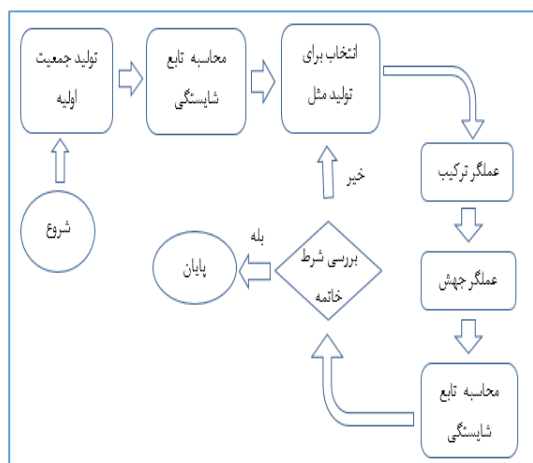 تولید جمعیت
اولیه
محاسبه تابع
شایستگی
انتخاب برای
تولید مثل
عملگر ترکیب
خیر
شروع
بررسی شرط
خاتمه
بله
پایان
عملگر جهش
محاسبه تابع
شایستگی